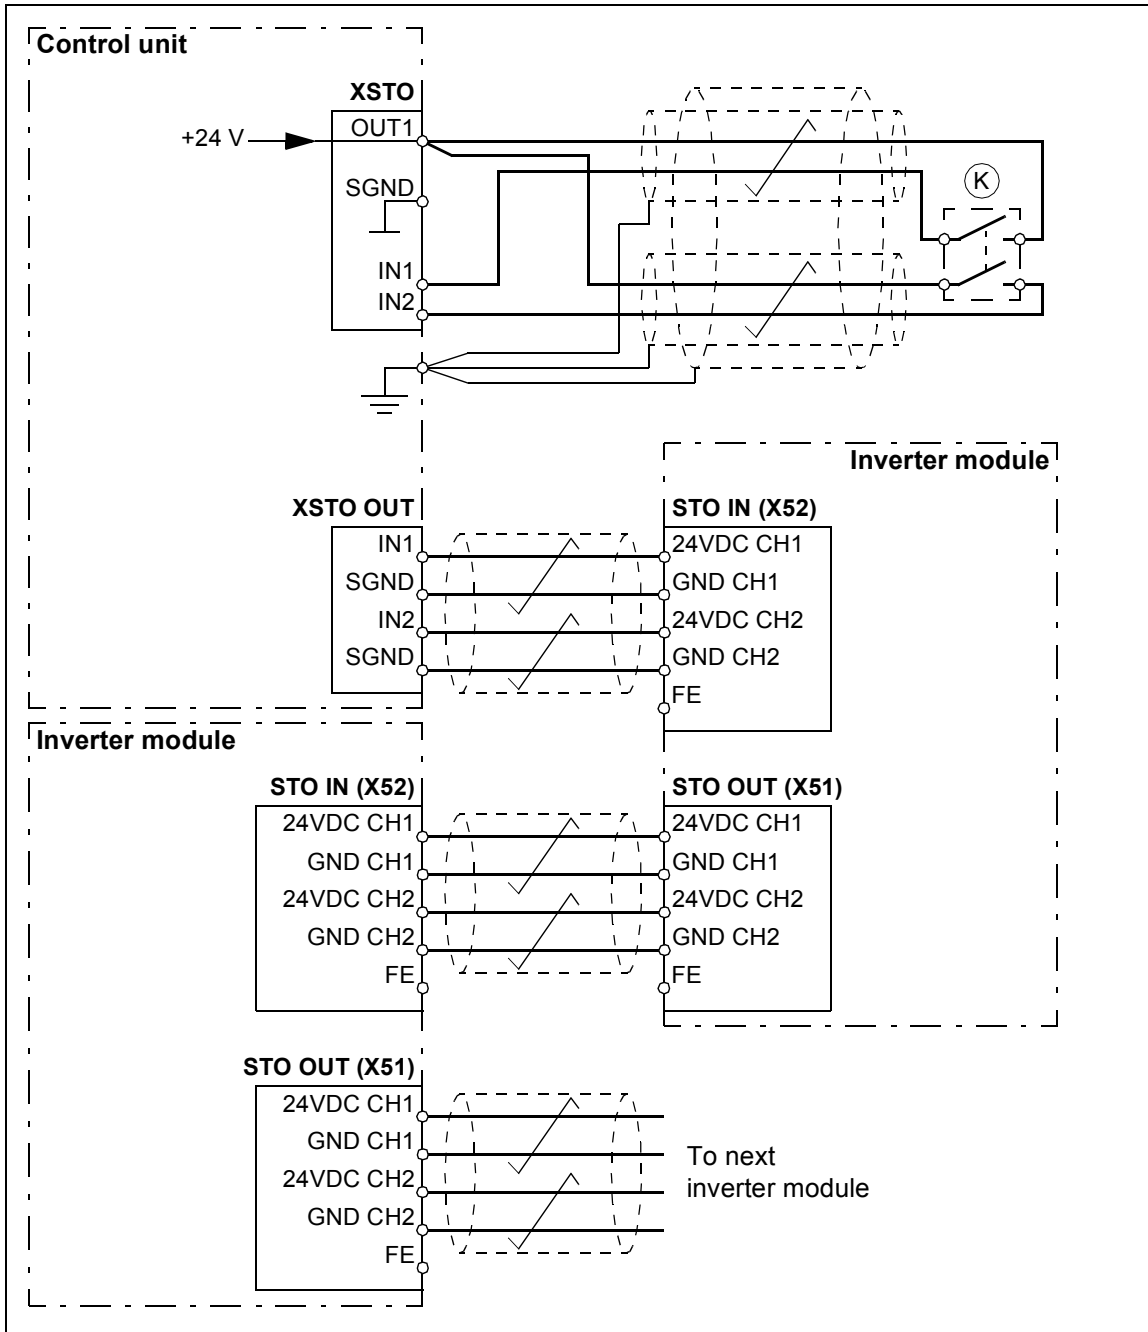 Control unit
XSTO
OUT1
+24 V
SGND
K
IN1
IN2
Inverter module
XSTO OUT
IN1
SGND
IN2
SGND
STO IN (X52)
24VDC CH1
GND CH1
24VDC CH2
GND CH2
FE
Inverter module
STO IN (X52)
24VDC CH1
GND CH1
24VDC CH2
GND CH2
FE
STO OUT (X51)
24VDC CH1
GND CH1
24VDC CH2
GND CH2
FE
STO OUT (X51)
24VDC CH1
GND CH1
24VDC CH2
GND CH2
FE
To next
inverter module